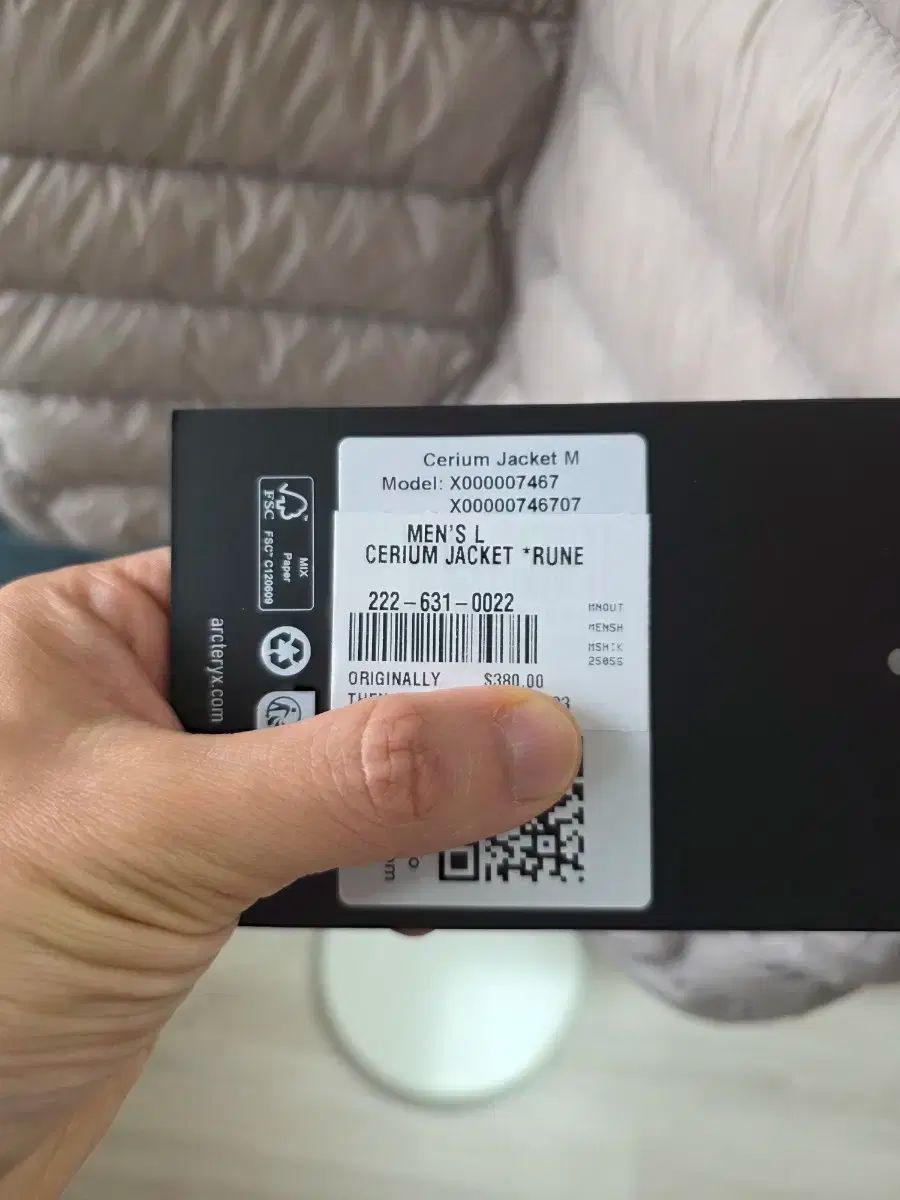 Cerium Jacket M
Model: X000007467
X00000746707
MEN'S L
CERIUM JACKET *RUNE
222-631-0022
MNOUT
MENSH
MSHIK
250SS
ORIGINALLY $380.00
FSC
MIX
Paper
FSC™ C120609
arcteryx.com